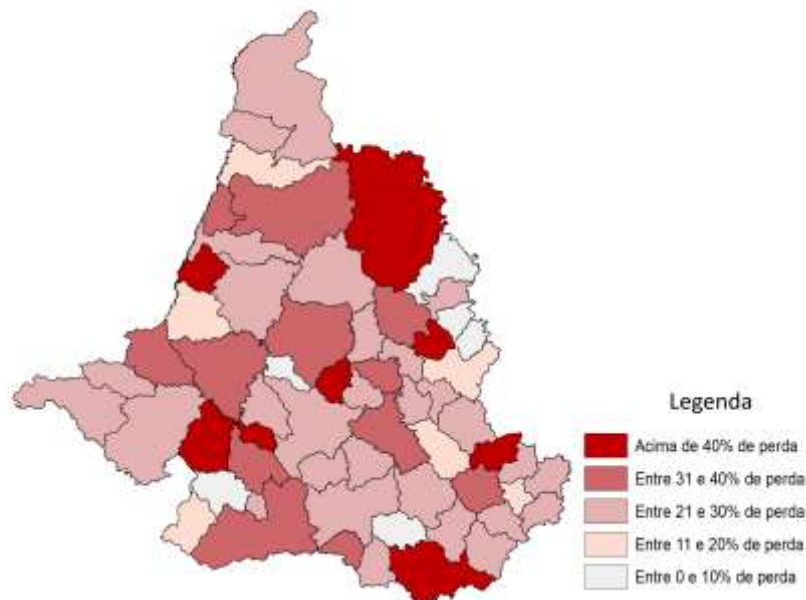 Legenda
Acima de 40% de perda
Entre 31 e 40% de perda
Entre 21 e 30% de perda
Entre 11 e 20% de perda
Entre 0 e 10% de perda